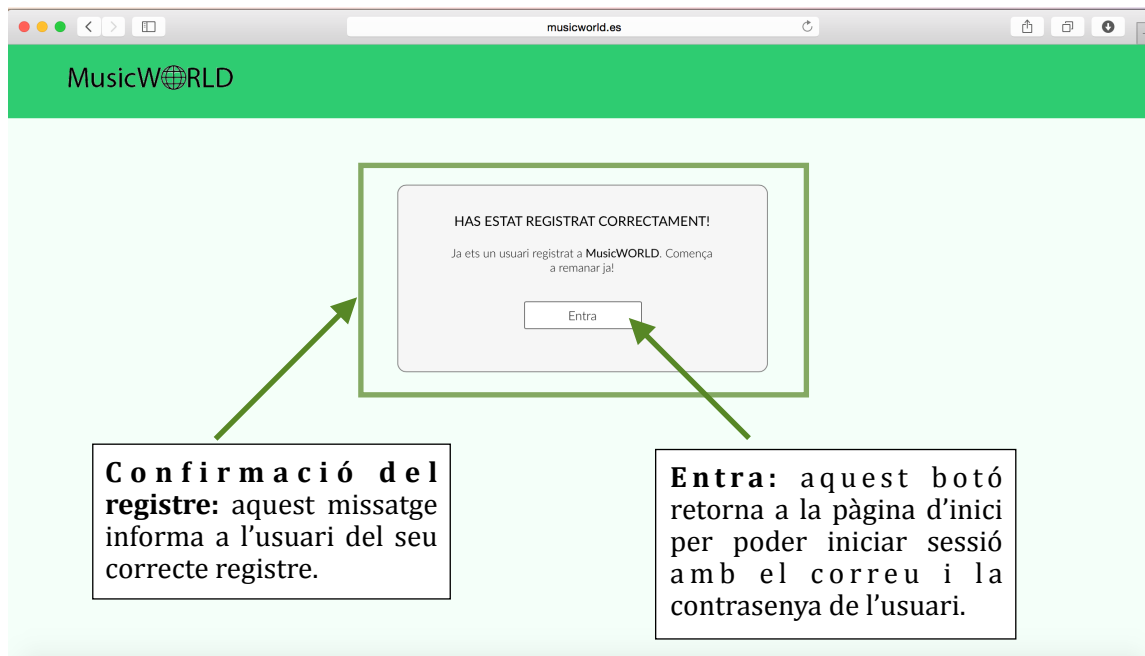 musicworld.es
MusicWORLD
HAS ESTAT REGISTRAT CORRECTAMENT!
Ja ets un usuari registrat a MusicWORLD. Comença
a remanar ja!
Entra
Confirmació del
registre: aquest missatge
informa a l’usuari del seu
correcte registre.
Entra: aquest botó
retorna a la pàgina d’inici
per poder iniciar sessió
amb el correu i la
contrasenya de l’usuari.